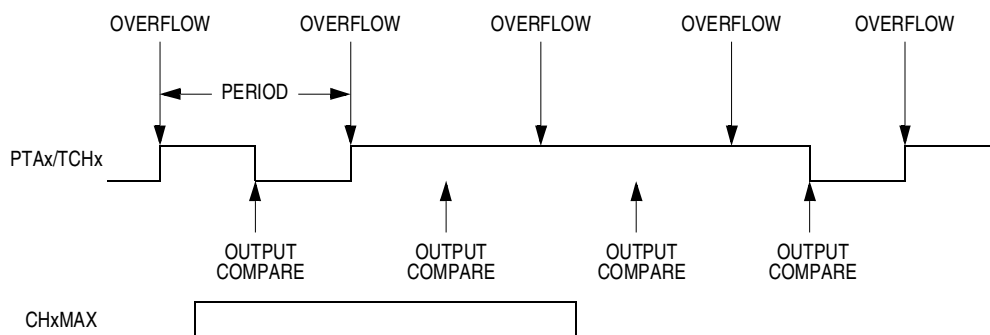 OVERFLOW OVERFLOW OVERFLOW OVERFLOW OVERFLOW
PERIOD
PTAx/TCHx
OUTPUT COMPARE
OUTPUT COMPARE
OUTPUT COMPARE
OUTPUT COMPARE
CHxMAX